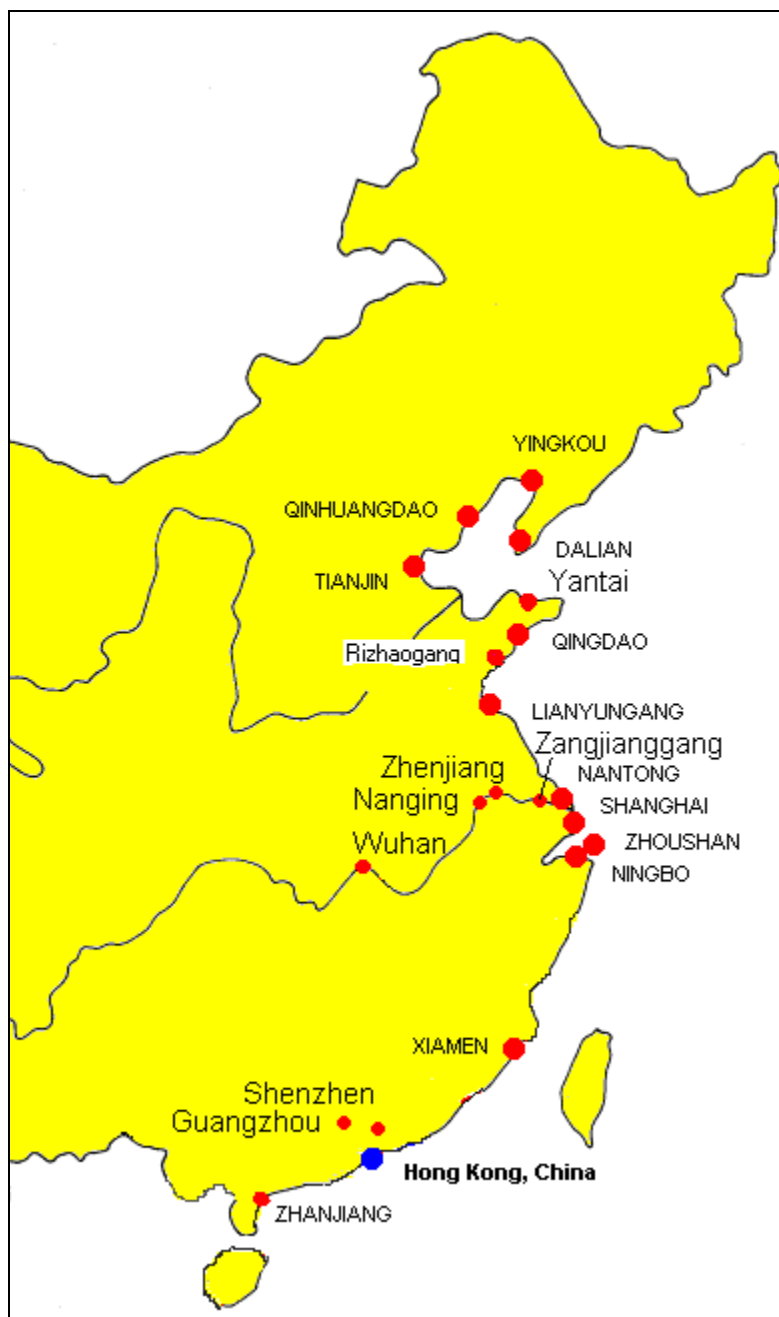 YINGKOU
QINHUANGDAO
DALIAN
TIANJIN
Yantai
QINGDAO
Rizhaogang
LIANYUNGANG
Zangjianggang
Zhenjiang
NANTONG
Nanging
SHANGHAI
Wuhan
ZHOUSHAN
NINGBO
XIAMEN
Shenzhen
Guangzhou
Hong Kong, China
ZHANJIANG